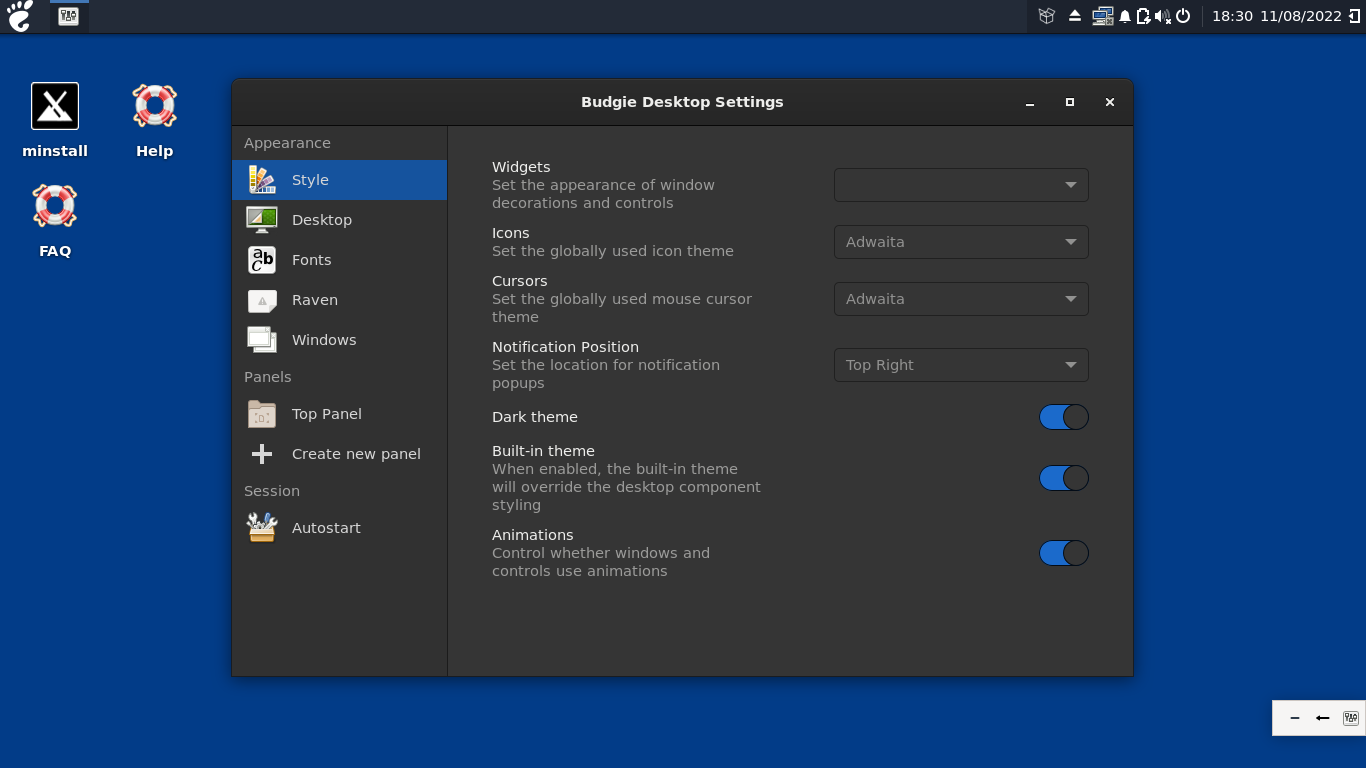 18:30 11/08/2022
minstall
Help
FAQ
Budgie Desktop Settings
Appearance
Style
Desktop
Fonts
Raven
Windows
Panels
Top Panel
Create new panel
Session
Autostart
Widgets
Set the appearance of window
decorations and controls
Icons
Set the globally used icon theme
Adwaita
Cursors
Set the globally used mouse cursor
theme
Adwaita
Notification Position
Set the location for notification
popups
Top Right
Dark theme
Built-in theme
When enabled, the built-in theme
will override the desktop component
styling
Animations
Control whether windows and
controls use animations